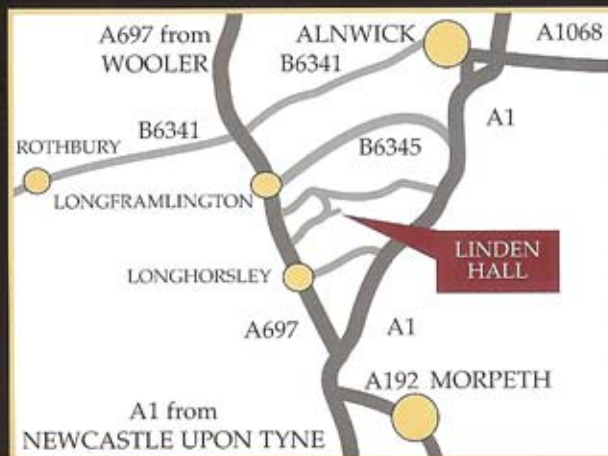 A697 from
WOOLER
ALNWICK
A1068
B6341
A1
B6341
B6345
ROTHBURY
LONGFRAMLINGTON
LINDEN
HALL
LONGHORSLEY
A697
A1
A192 MORPETH
A1 from
NEWCASTLE UPON TYNE